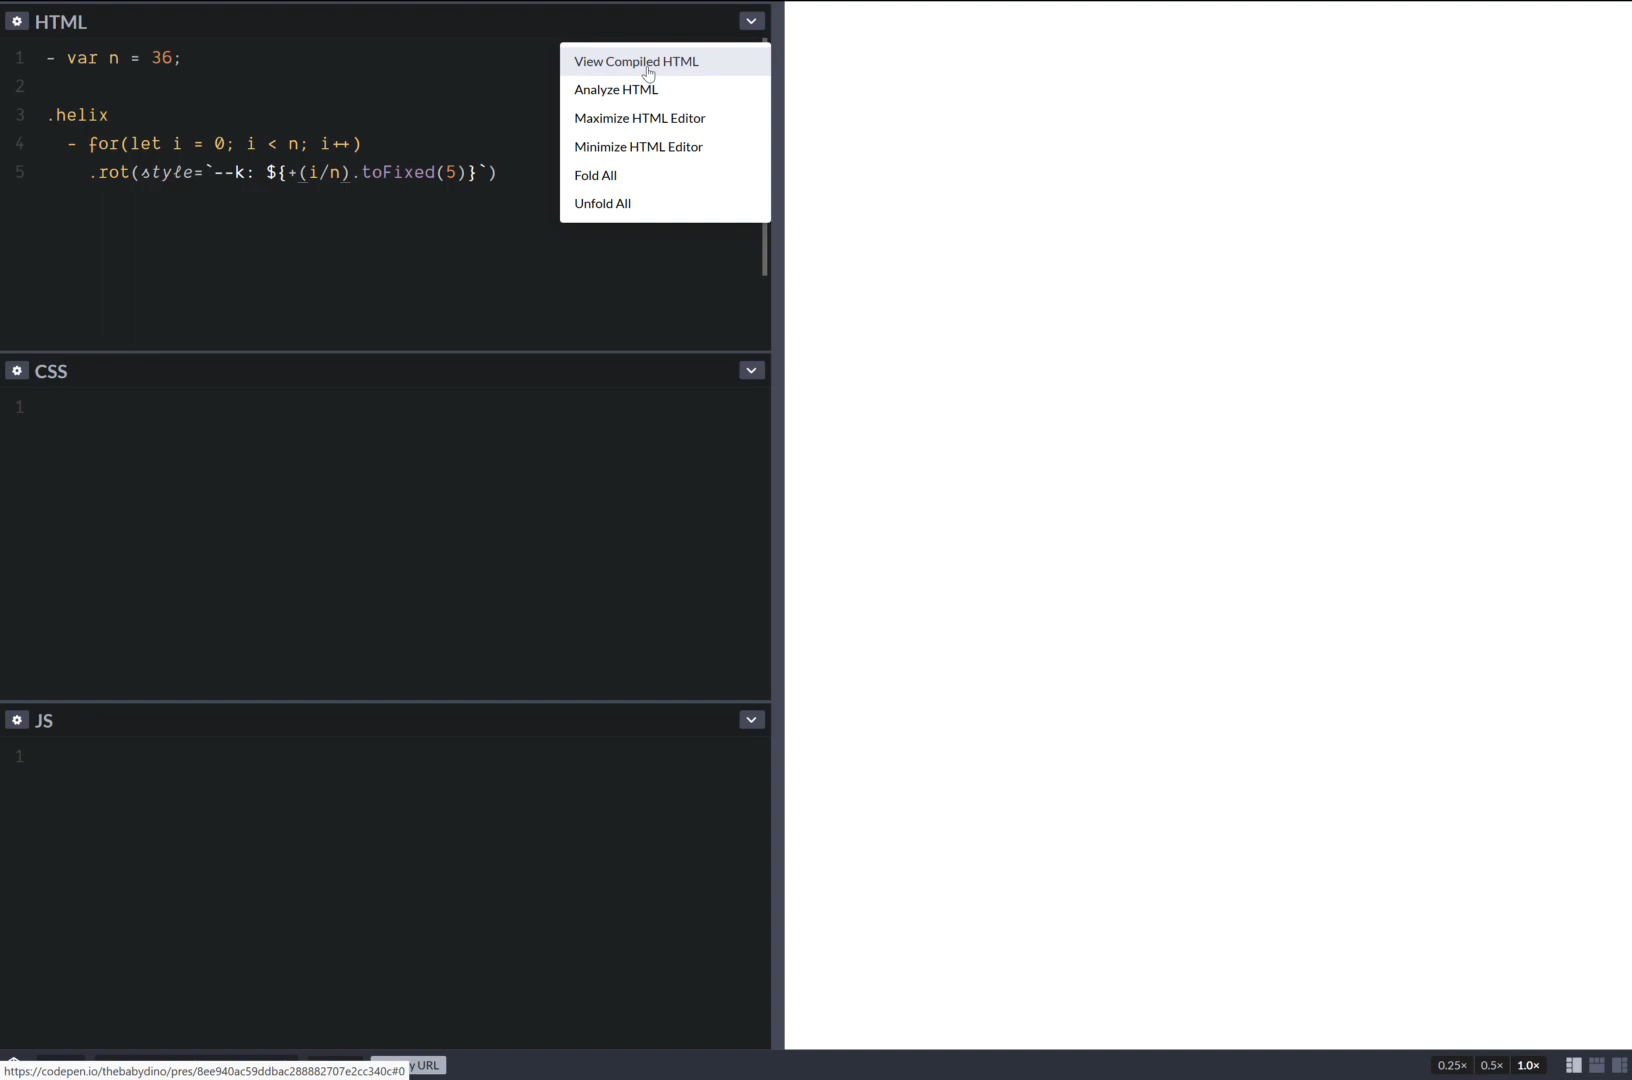 HTML
1 - var n = 36;
2
3 .helix
4 - for(let i = 0; i < n; i++)
5 .rot(style=`--k: ${+(i/n).toFixed(5)}`)
View Compiled HTML
Analyze HTML
Maximize HTML Editor
Minimize HTML Editor
Fold All
Unfold All
CSS
1
JS
1
y URL
0.25× 0.5× 1.0×
https://codepen.io/thebabydino/pres/8ee940ac59ddbac288882707e2cc340c#0